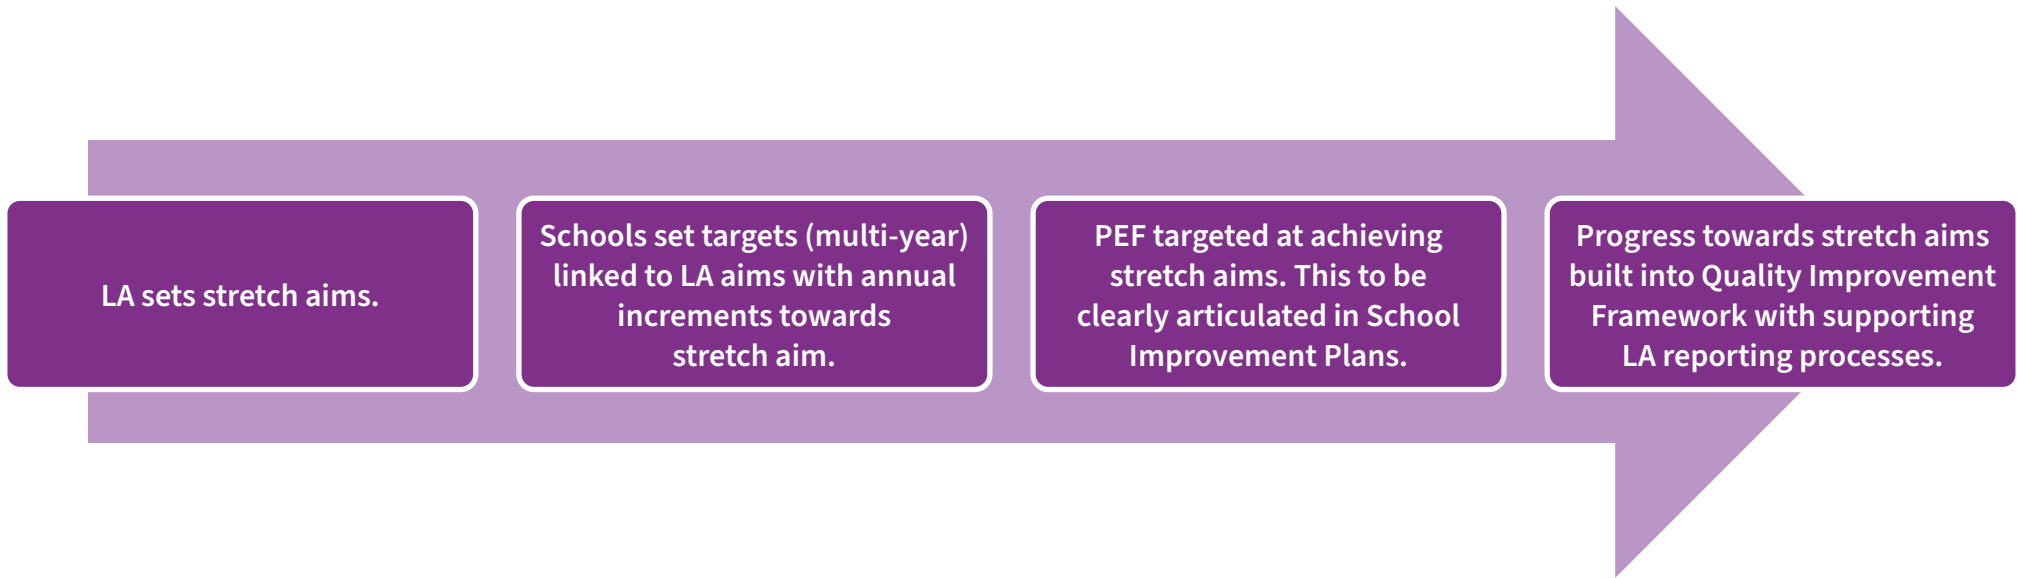 LA sets stretch aims.
Schools set targets (multi-year)
linked to LA aims with annual
increments towards
stretch aim.
PEF targeted at achieving
stretch aims. This to be
clearly articulated in School
Improvement Plans.
Progress towards stretch aims
built into Quality Improvement
Framework with supporting
LA reporting processes.